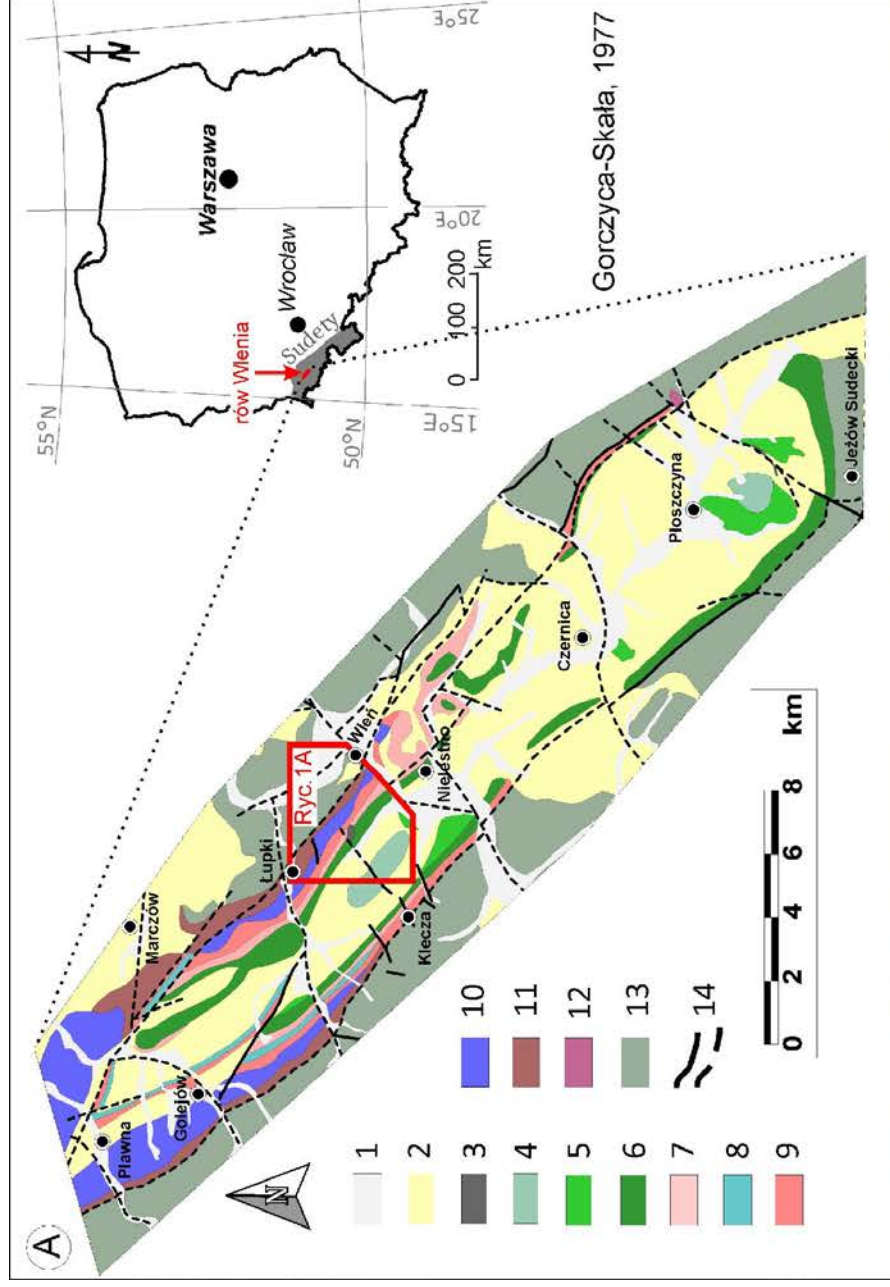 A
N
55°N
50°N
15°E
20°E
25°E
N
Warszawa
Wrocław
Sudety
rów Wlenia
0 100 200
km
Gorczyca-Skała, 1977
Pławna
Golejów
Marczów
Łupki
Ryc. 1A
Wleń
Klecza
Nielestno
Czernica
Płoszczyna
Jeżów Sudecki
1
2
3
4
5
6
7
8
9
10
11
12
13
14
0 2 4 6 8
km